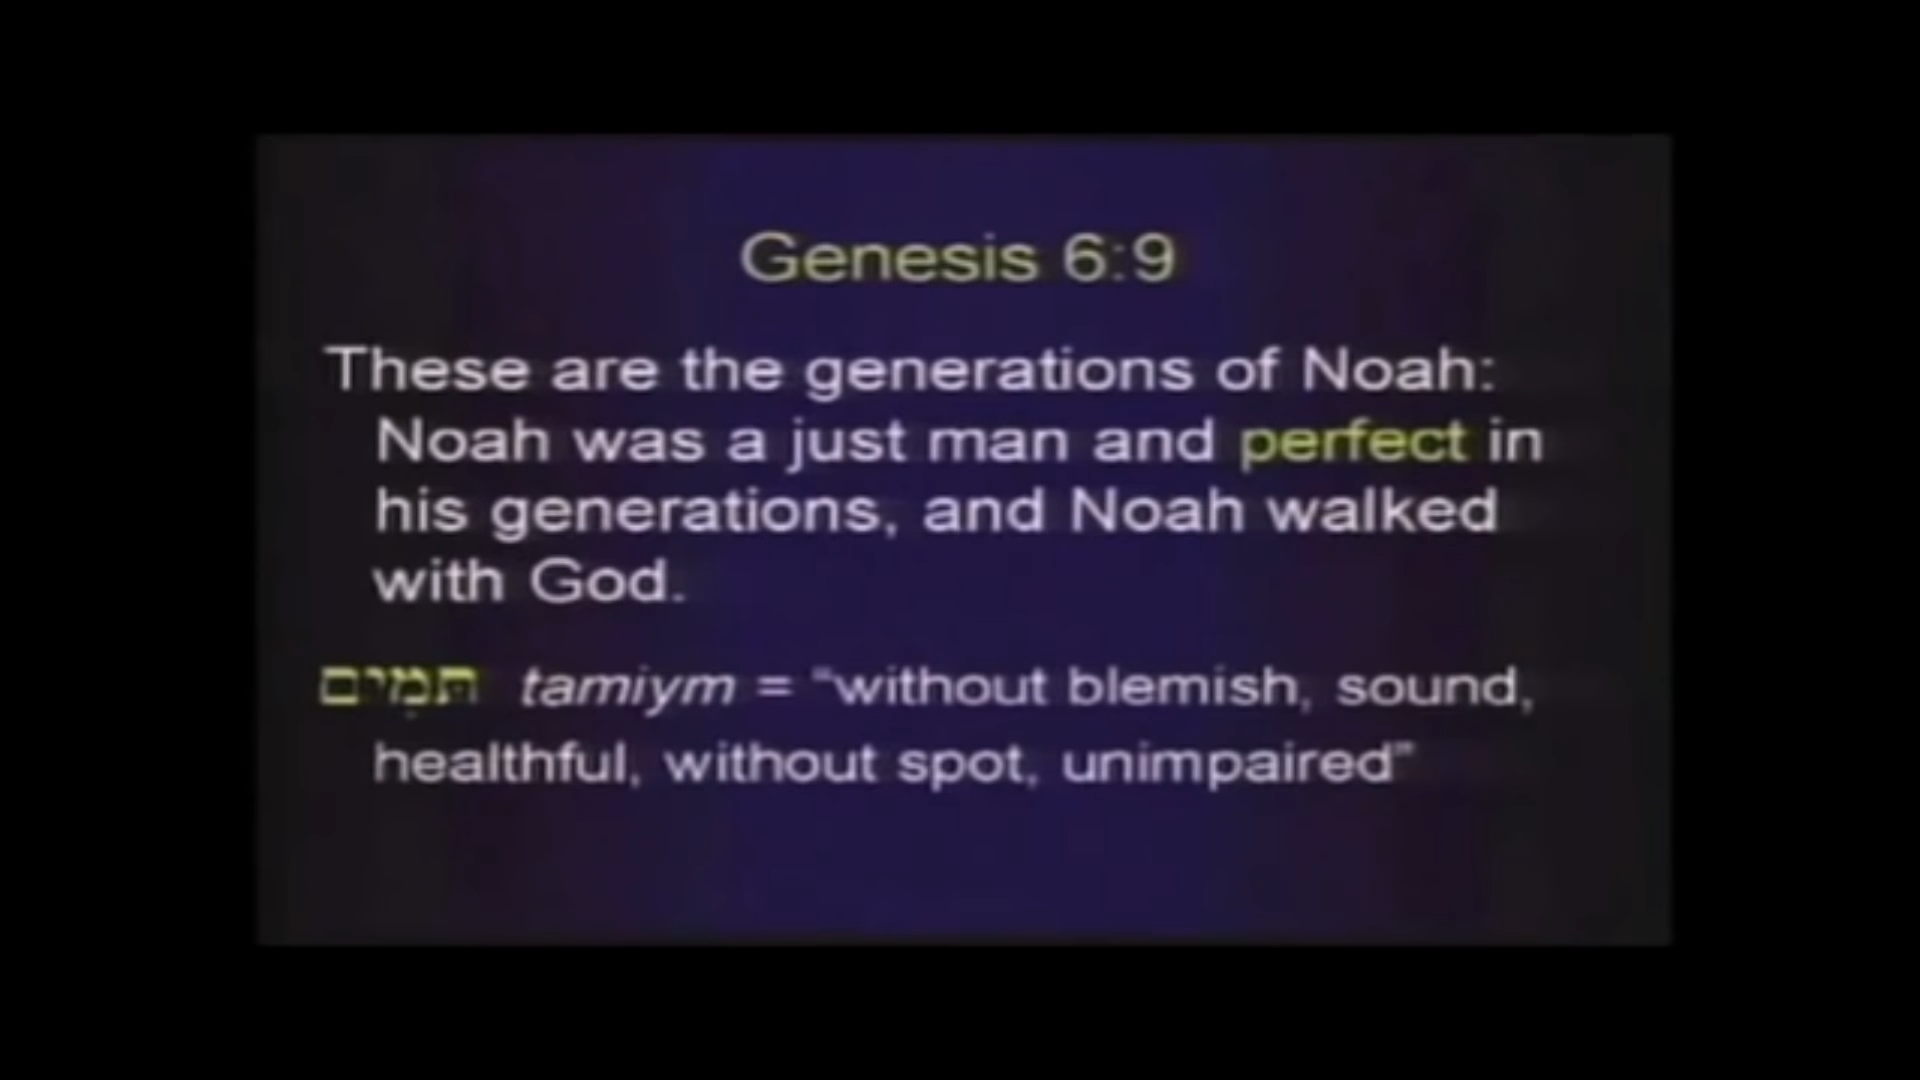 Genesis 6:9
These are the generations of Noah:
Noah was a just man and perfect in
his generations, and Noah walked
with God.
תמים tamiym = "without blemish, sound,
healthful, without spot, unimpaired"